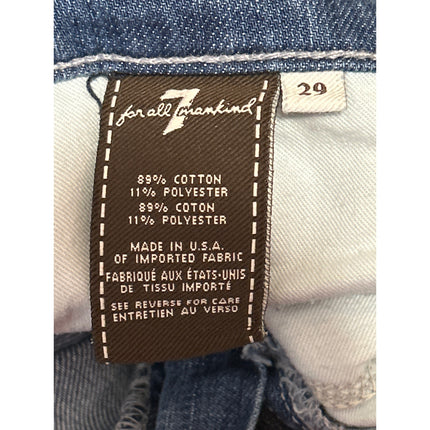 for all 7 mankind
29
89% COTTON
11% POLYESTER
89% COTON
11% POLYESTER
MADE IN U.S.A.
OF IMPORTED FABRIC
FABRIQUÉ AUX ÉTATS-UNIS
DE TISSU IMPORTÉ
SEE REVERSE FOR CARE
ENTRETIEN AU VERSO